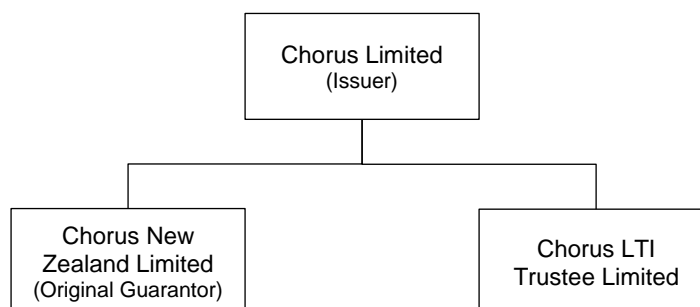 Chorus Limited
(Issuer)
Chorus New
Zealand Limited
(Original Guarantor)
Chorus LTI
Trustee Limited